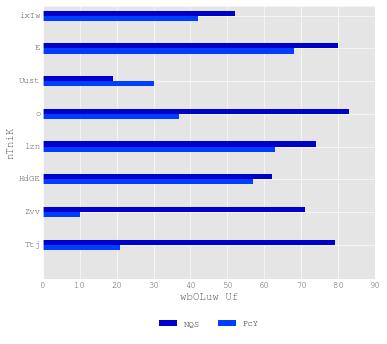 ixIw
E
Uust
o
lzn
HdGE
Zvv
Ttj
nTniK
0 10 20 30 40 50 60 70 80 90
wbOLuw Uf
NQS PcY